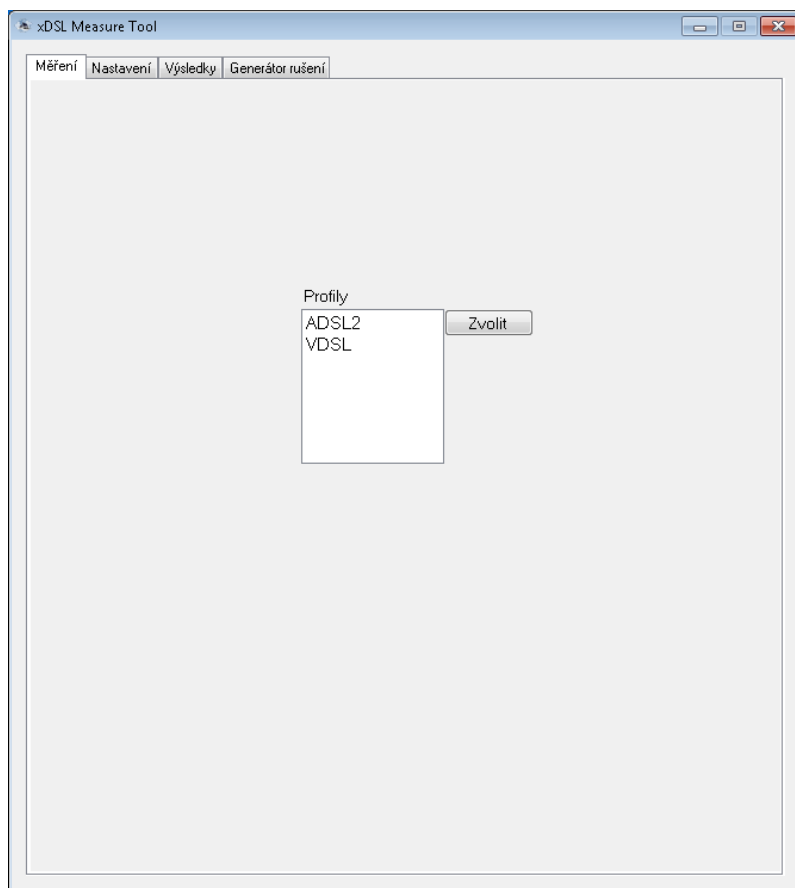 xDSL Measure Tool
Měření Nastavení Výsledky Generátor rušení
Profily
ADSL2 Zvolit
VDSL